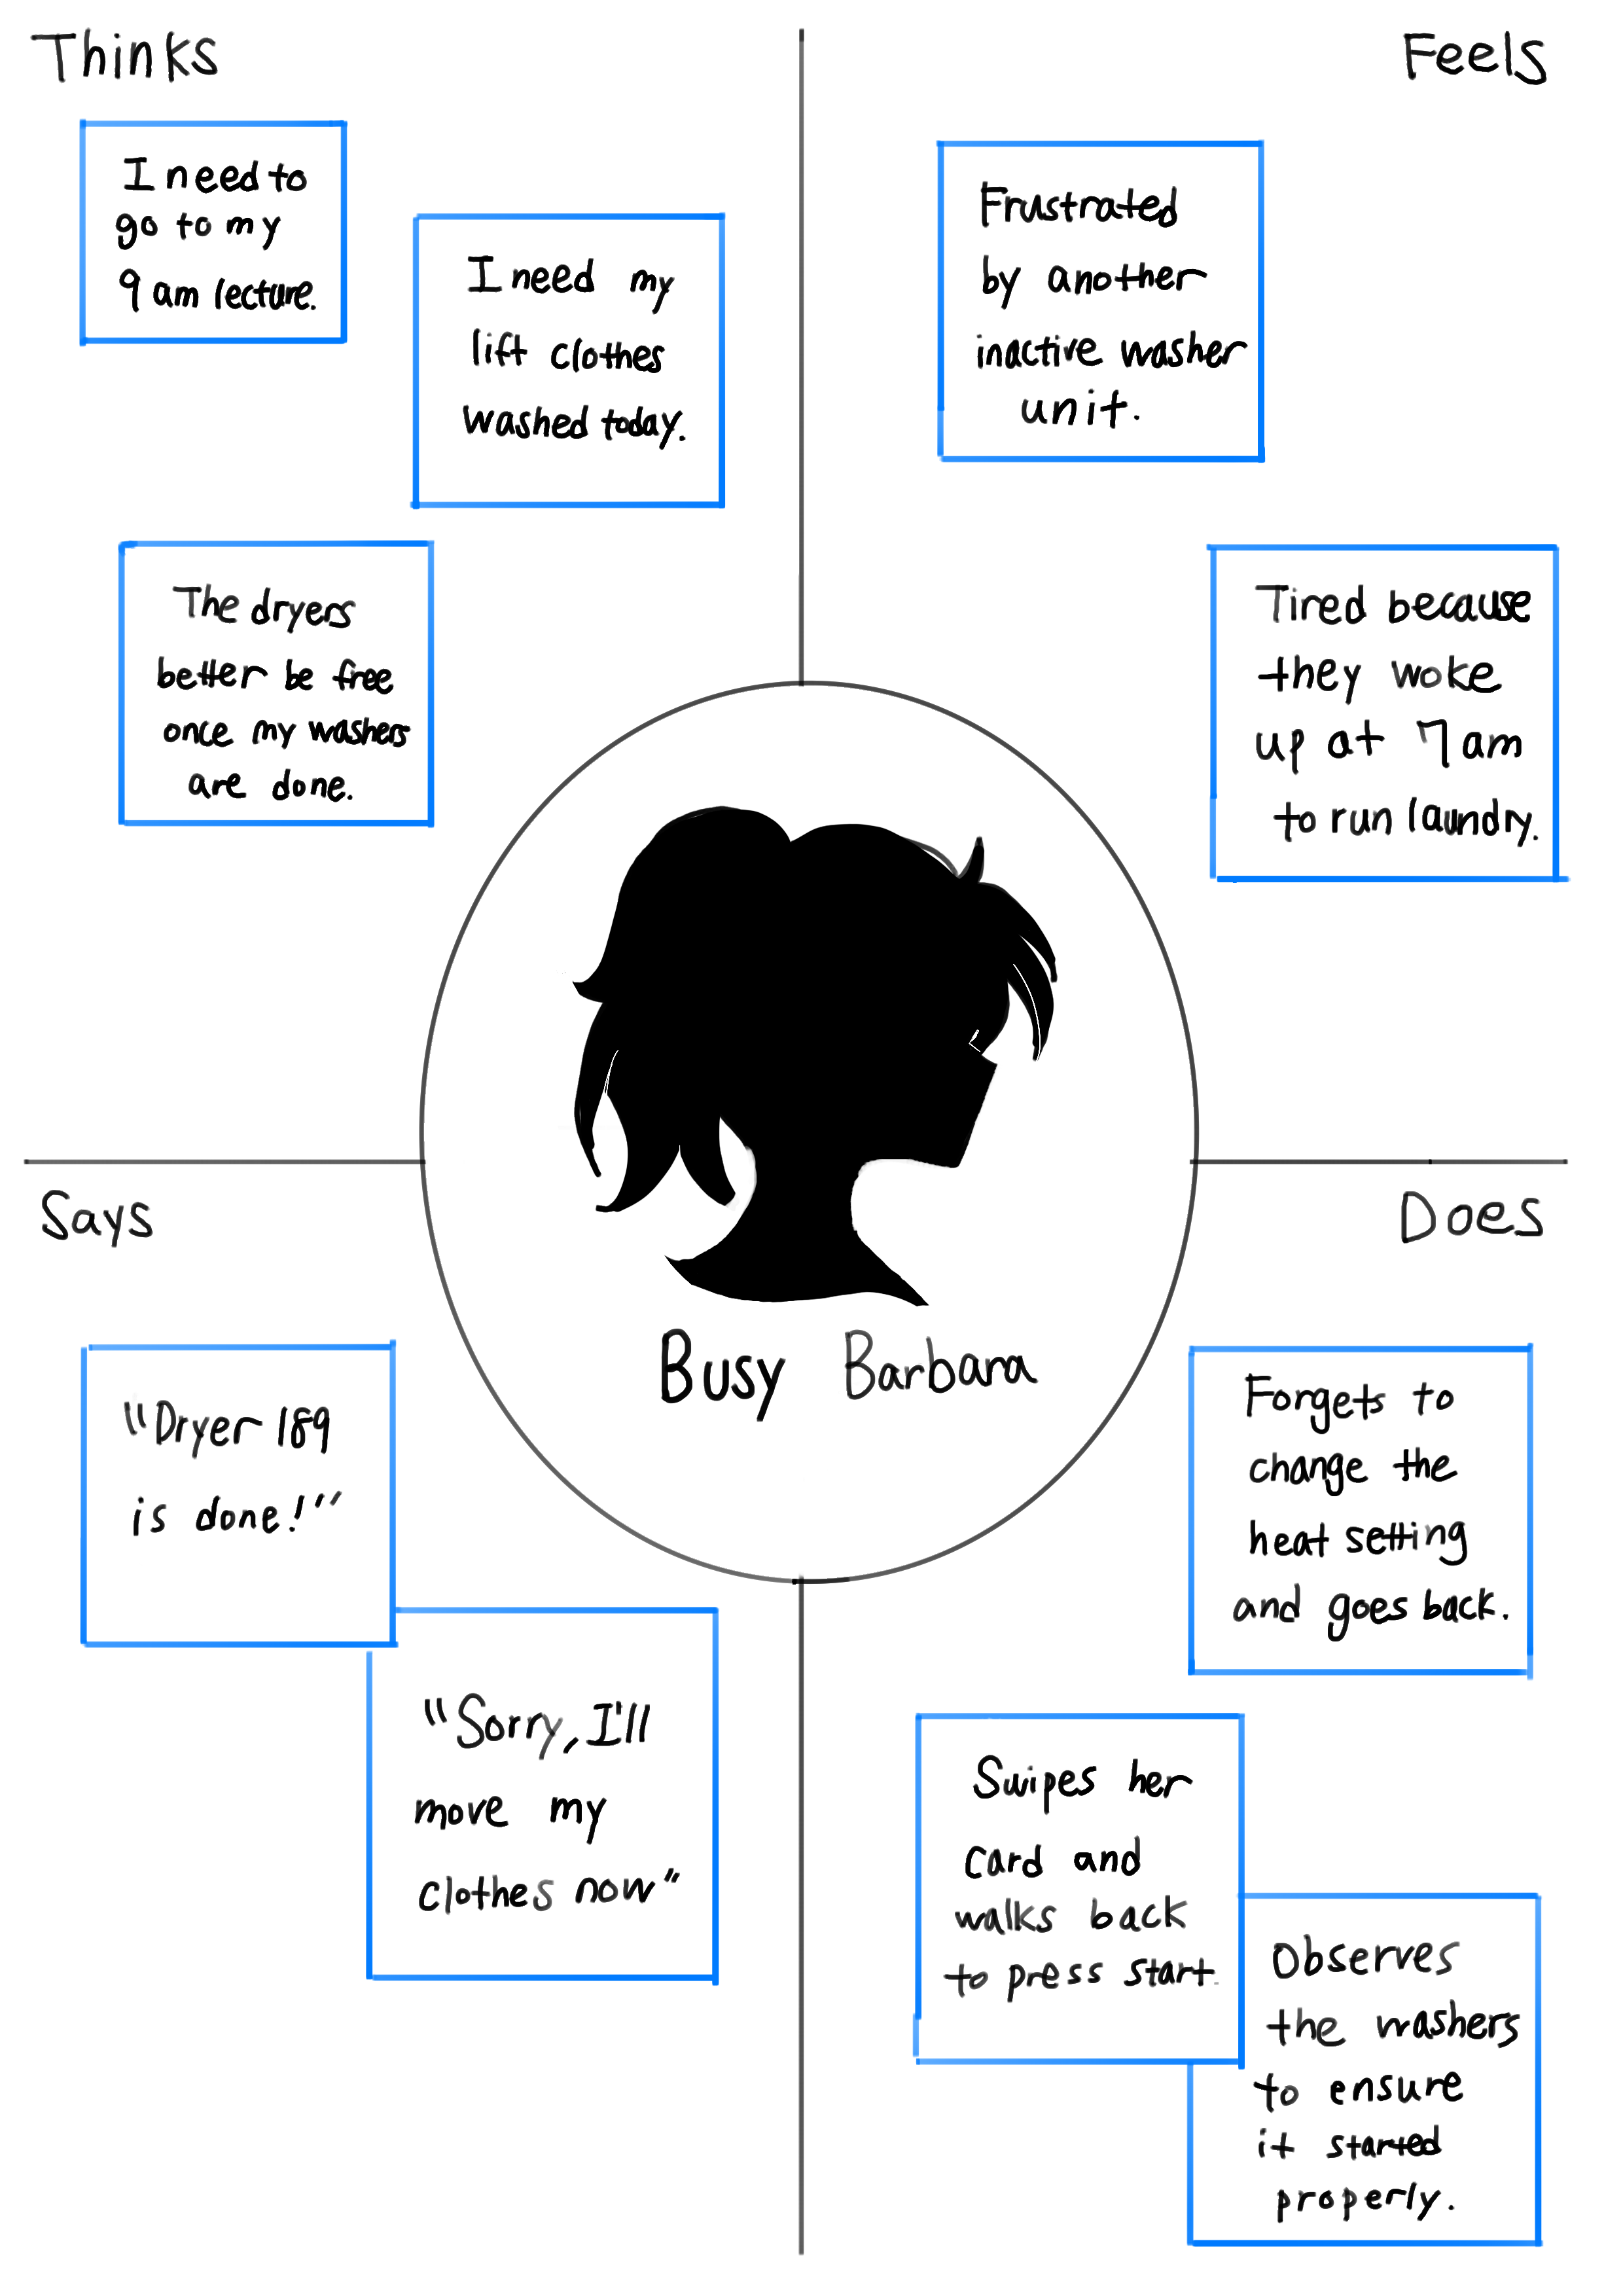 Thinks
I need to
go to my
9 am lecture.
I need my
lift clothes
washed today.
The dryers
better be free
once my washers
are done.
Feels
Frustrated
by another
inactive washer
unit.
Tired because
they woke
up at 7am
to run laundry.
Busy Barbara
Says
"Dryer 189
is done!"
"Sorry, I'll
move my
clothes now"
Does
Forgets to
change the
heat setting
and goes back.
Swipes her
card and
walks back
to press start.
Observes
the washers
to ensure
it started
properly.